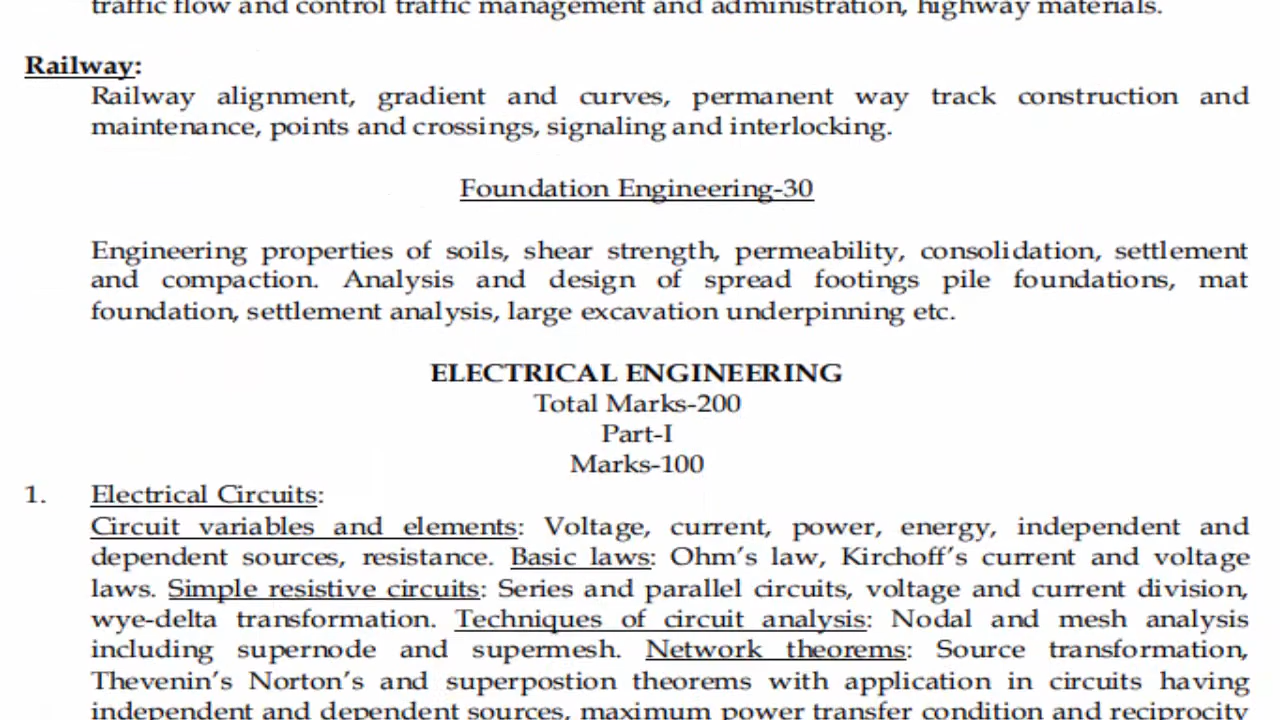 traffic flow and control traffic management and administration, highway materials.
Railway:
Railway alignment, gradient and curves, permanent way track construction and
maintenance, points and crossings, signaling and interlocking.
Foundation Engineering-30
Engineering properties of soils, shear strength, permeability, consolidation, settlement
and compaction. Analysis and design of spread footings pile foundations, mat
foundation, settlement analysis, large excavation underpinning etc.
ELECTRICAL ENGINEERING
Total Marks-200
Part-I
Marks-100
1. Electrical Circuits:
Circuit variables and elements: Voltage, current, power, energy, independent and
dependent sources, resistance. Basic laws: Ohm's law, Kirchoff's current and voltage
laws. Simple resistive circuits: Series and parallel circuits, voltage and current division,
wye-delta transformation. Techniques of circuit analysis: Nodal and mesh analysis
including supernode and supermesh. Network theorems: Source transformation,
Thevenin's Norton's and superpostion theorems with application in circuits having
independent and dependent sources, maximum power transfer condition and reciprocity